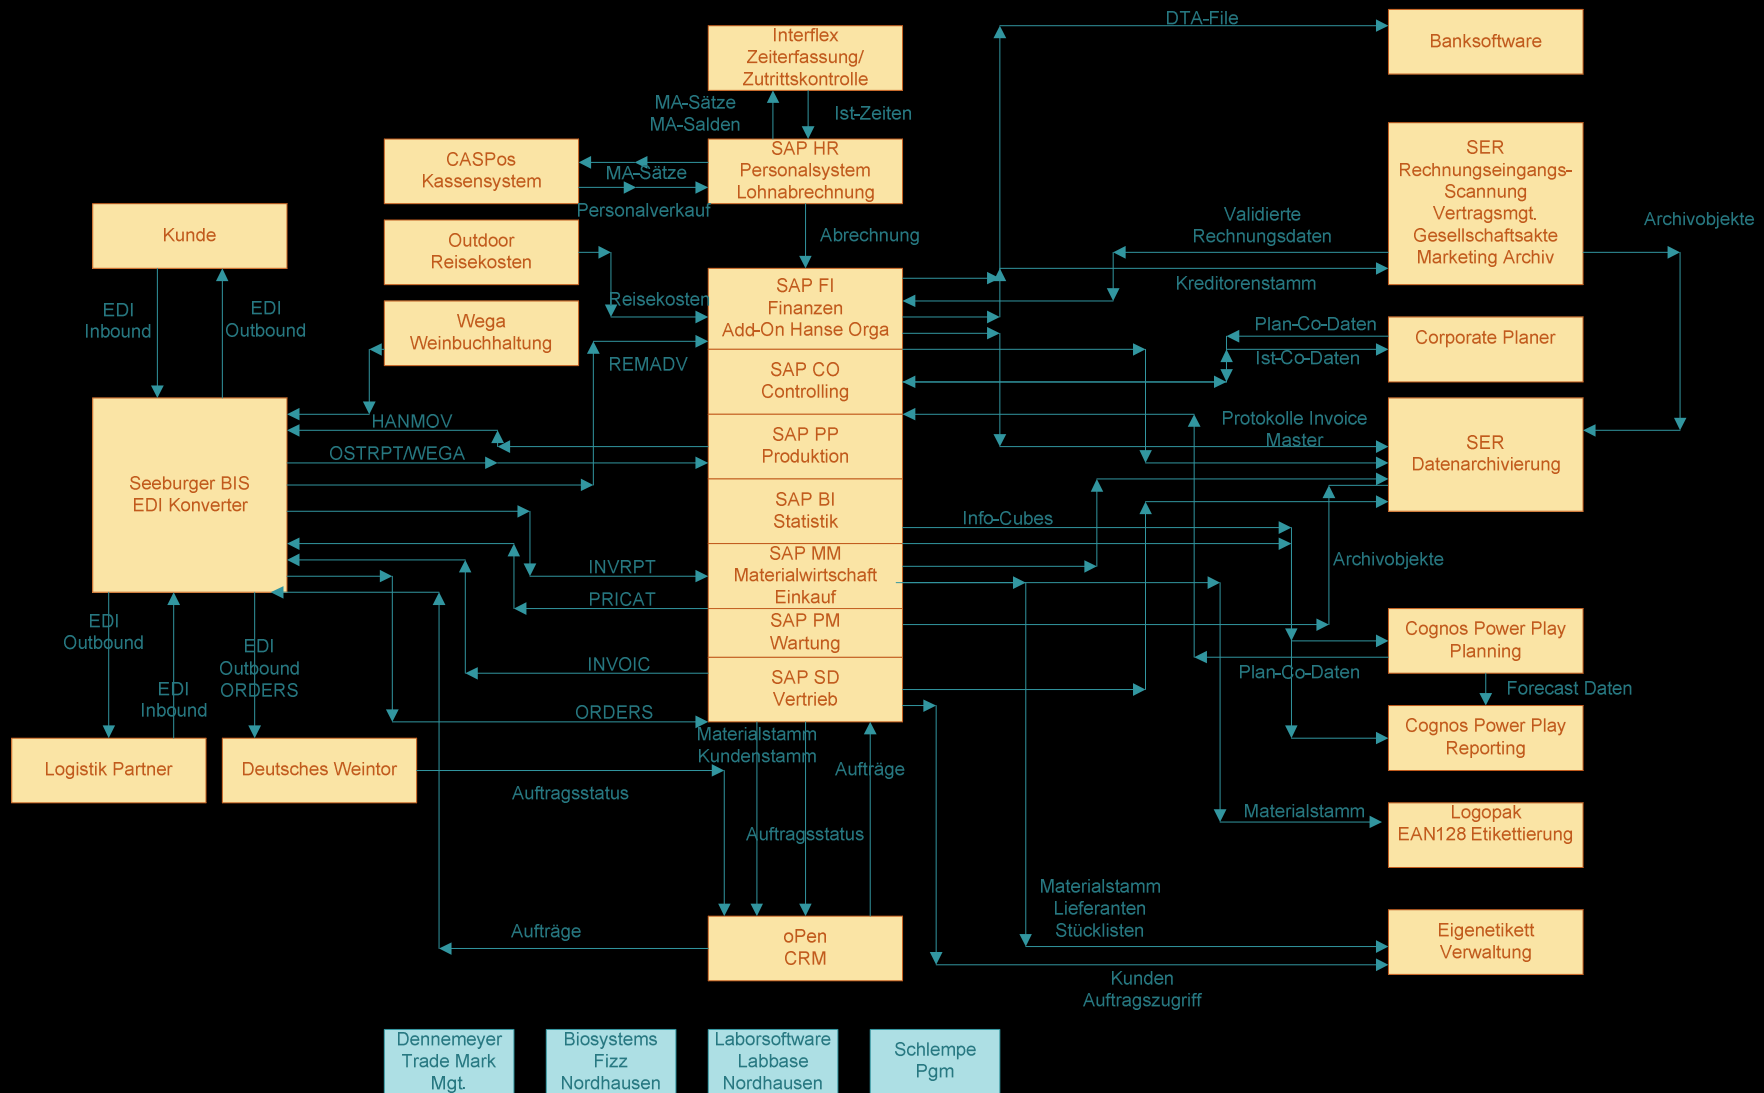 DTA-File
Interflex
Zeiterfassung/
Zutrittskontrolle
Banksoftware
MA-Sätze
MA-Salden
Ist-Zeiten
CASPos
Kassensystem
MA-Sätze
Personalverkauf
SAP HR
Personalsystem
Lohnabrechnung
SER
Rechnungseingangs-
Scannung
Vertragsmgt.
Gesellschaftsakte
Marketing Archiv
Archivobjekte
Validierte
Rechnungsdaten
Kunde
Outdoor
Reisekosten
Abrechnung
Kreditorenstamm
EDI
Inbound
EDI
Outbound
Reisekosten
SAP FI
Finanzen
Add-On Hanse Orga
Wega
Weinbuchhaltung
REMADV
Plan-Co-Daten
Ist-Co-Daten
Corporate Planer
SAP CO
Controlling
HANMOV
OSTRPT/WEGA
SAP PP
Produktion
Protokolle Invoice
Master
SER
Datenarchivierung
Seeburger BIS
EDI Konverter
SAP BI
Statistik
Info-Cubes
INVRPT
PRICAT
SAP MM
Materialwirtschaft
Einkauf
Archivobjekte
EDI
Outbound
EDI
Inbound
EDI
Outbound
ORDERS
SAP PM
Wartung
INVOIC
SAP SD
Vertrieb
ORDERS
Cognos Power Play
Planning
Plan-Co-Daten
Forecast Daten
Cognos Power Play
Reporting
Materialstamm
Kundenstamm
Logistik Partner
Deutsches Weintor
Auftragsstatus
Aufträge
Auftragsstatus
Materialstamm
Logopak
EAN128 Etikettierung
Materialstamm
Lieferanten
Stücklisten
Aufträge
oPen
CRM
Eigenetikett
Verwaltung
Kunden
Auftragszugriff
Dennemeyer
Trade Mark
Mgt.
Biosystems
Fizz
Nordhausen
Laborsoftware
Labbase
Nordhausen
Schlempe
Pgm